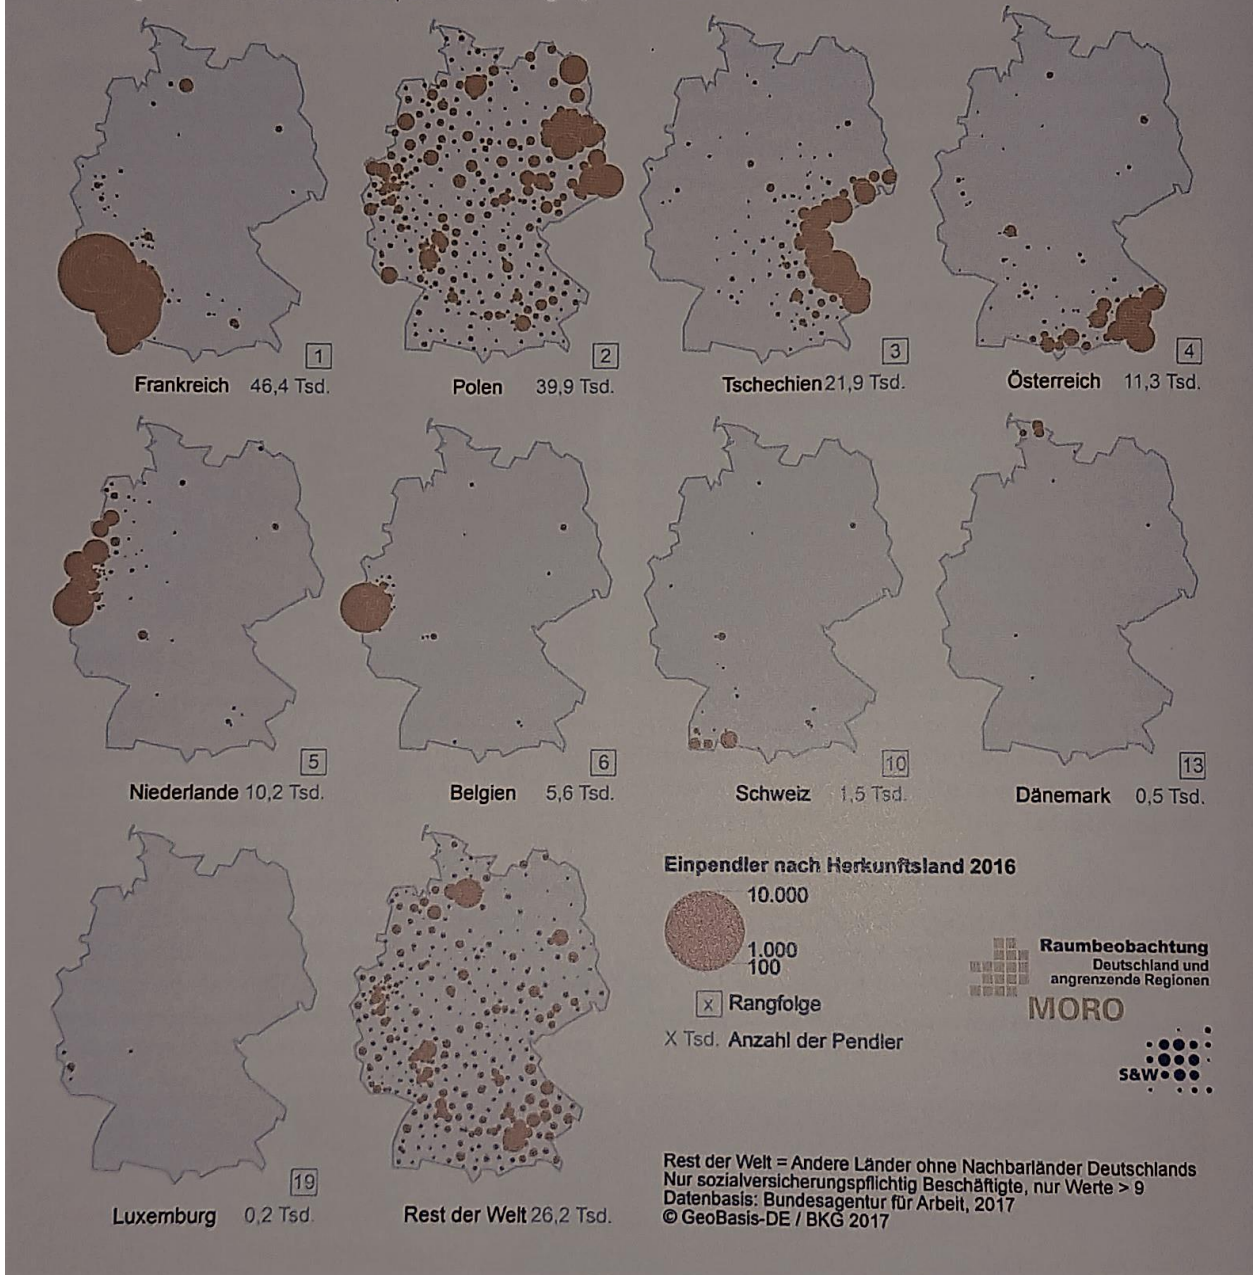 1
Frankreich 46,4 Tsd.
2
Polen 39,9 Tsd.
3
Tschechien 21,9 Tsd.
4
Österreich 11,3 Tsd.
5
Niederlande 10,2 Tsd.
6
Belgien 5,6 Tsd.
10
Schweiz 1,5 Tsd.
13
Dänemark 0,5 Tsd.
19
Luxemburg 0,2 Tsd.
Rest der Welt 26,2 Tsd.
Einpendler nach Herkunftsland 2016
10.000
1.000
100
x Rangfolge
X Tsd. Anzahl der Pendler
Raumbeobachtung
Deutschland und
angrenzende Regionen
MORO
S&W
Rest der Welt = Andere Länder ohne Nachbarländer Deutschlands
Nur sozialversicherungspflichtig Beschäftigte, nur Werte > 9
Datenbasis: Bundesagentur für Arbeit, 2017
© GeoBasis-DE / BKG 2017